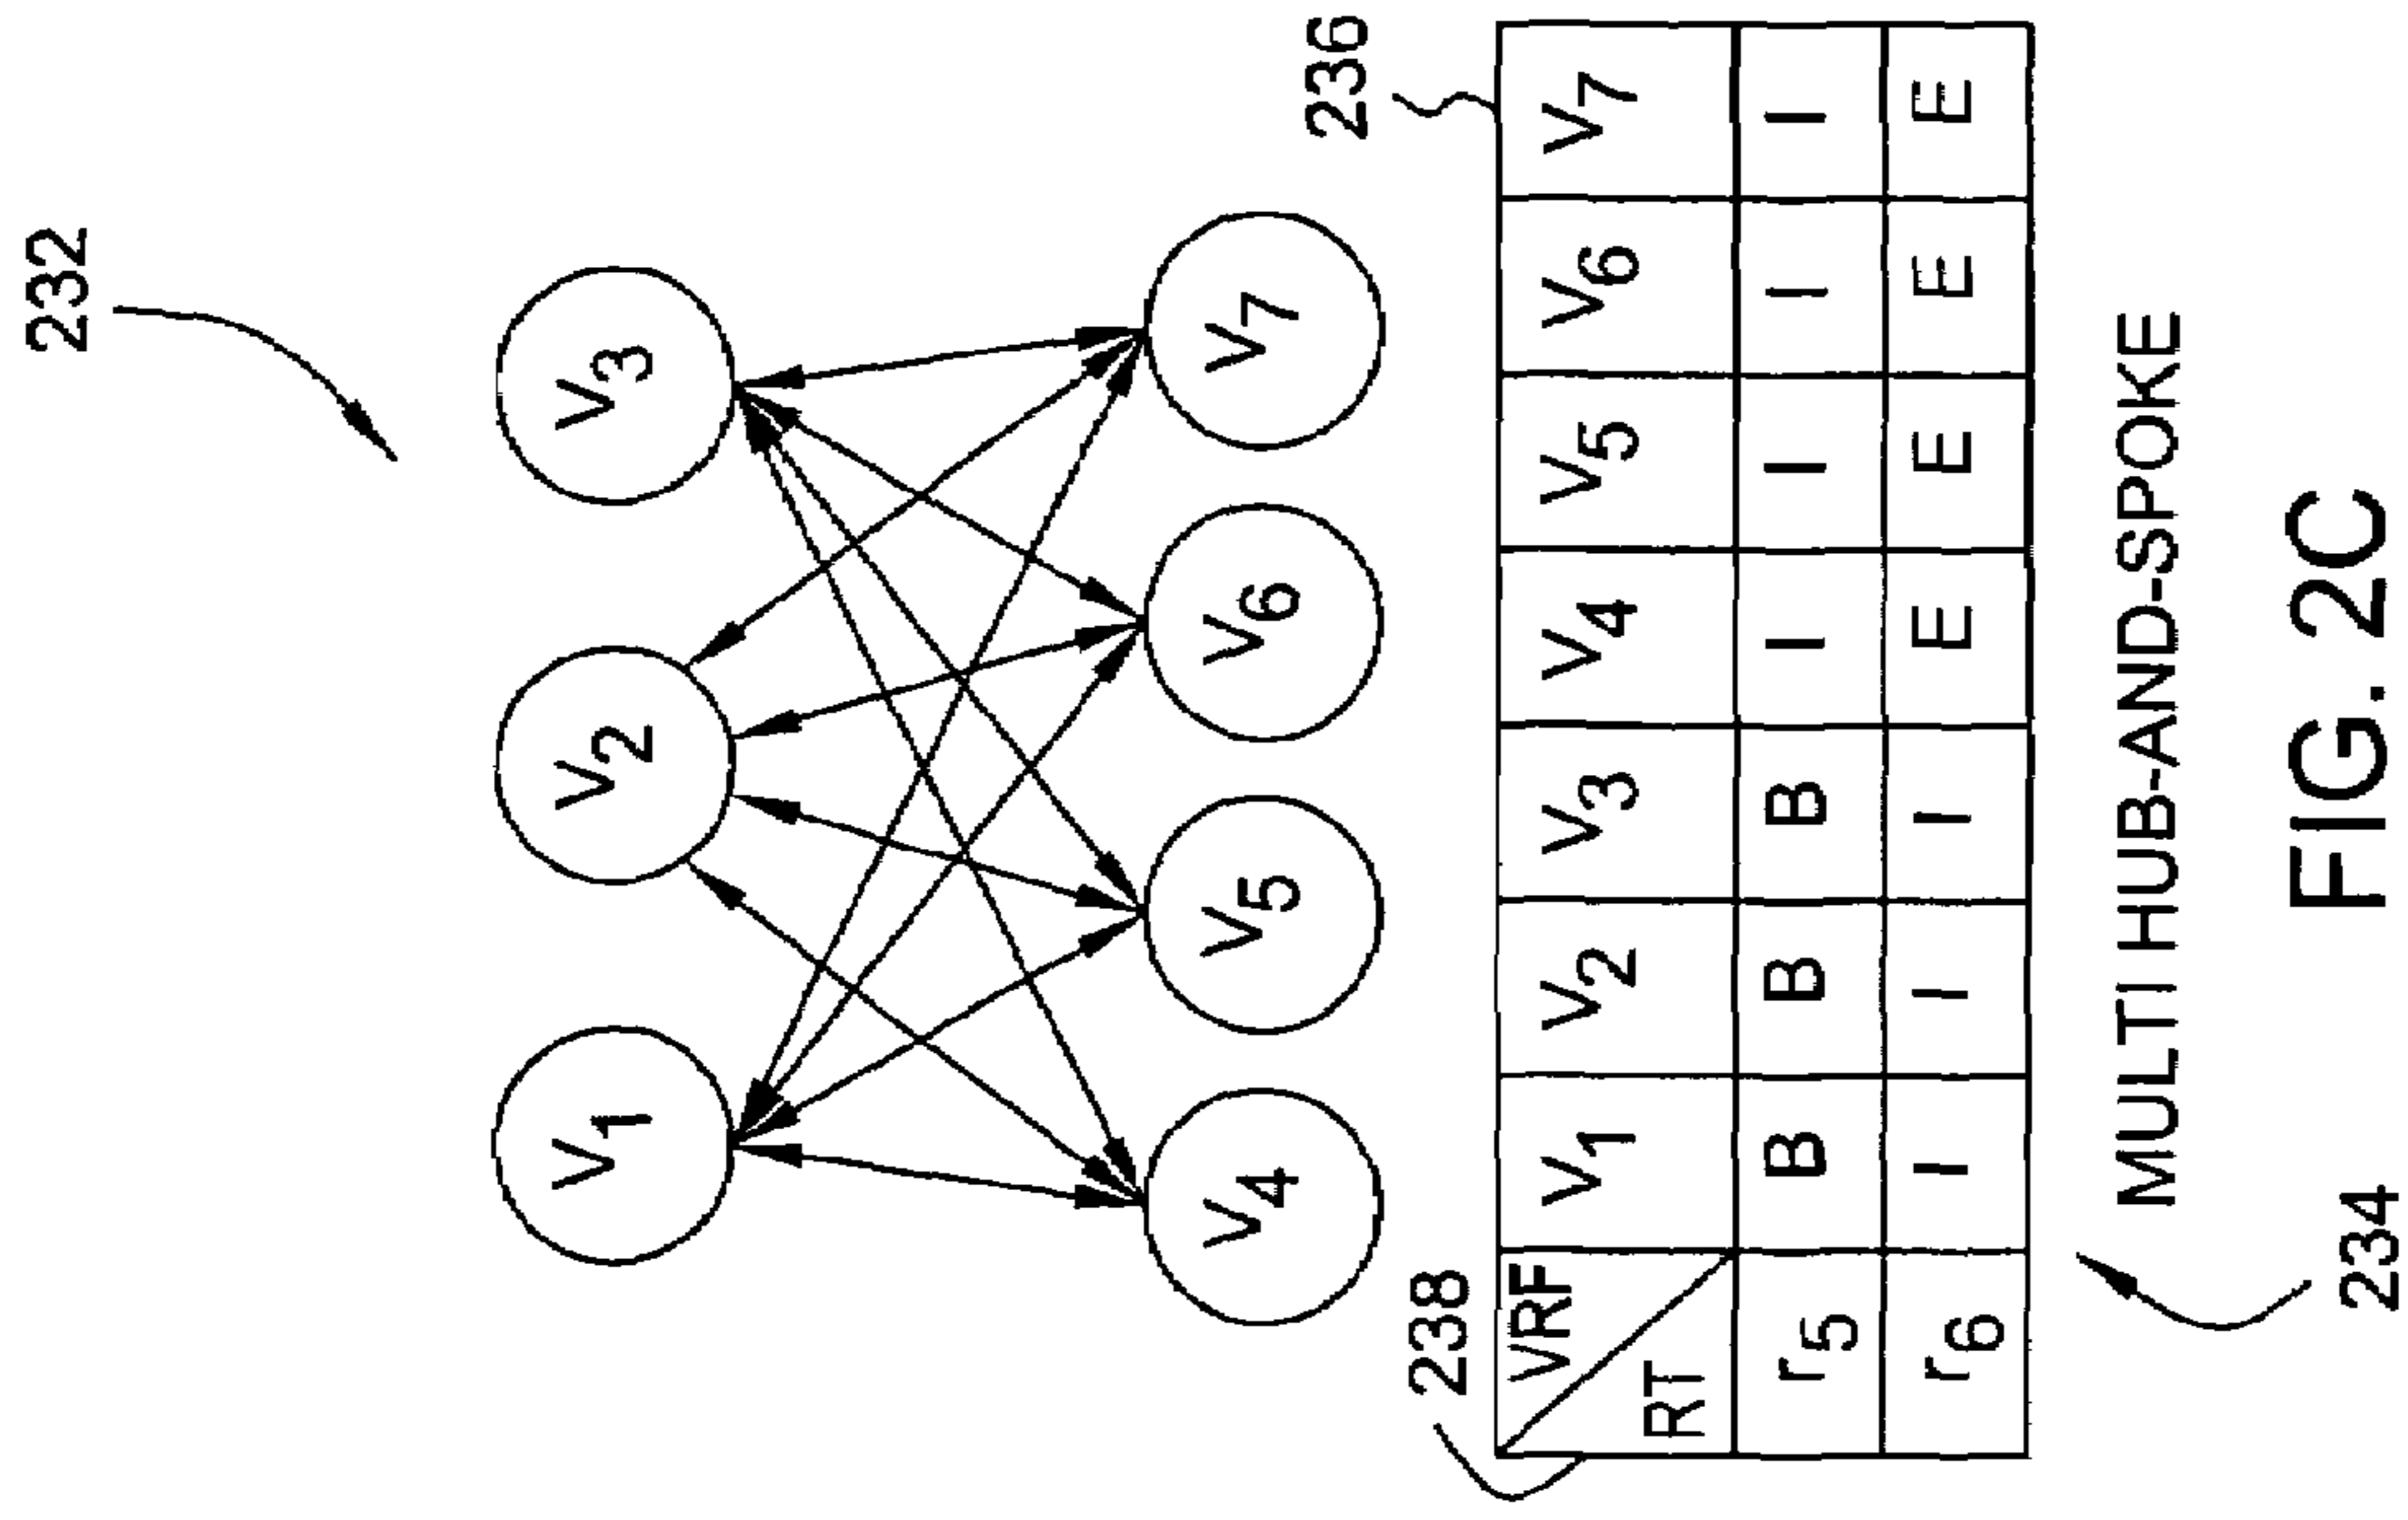 232
V1 V2 V3
V4 V5 V6 V7
236
238
VRF V1 V2 V3 V4 V5 V6 V7
RT
r5 B B B I I I I
r6 I I I E E E E
234
MULTI HUB-AND-SPOKE
FIG. 2C